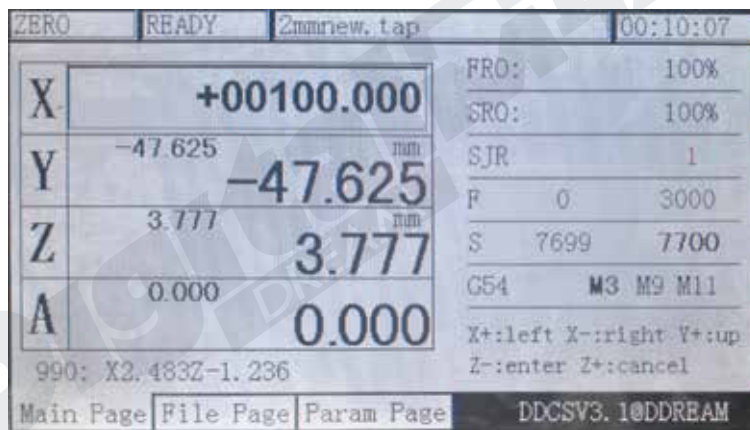 ZERO READY 2mmnew.tap 00:10:07
X +00100.000
Y -47.625 mm -47.625
Z 3.777 mm 3.777
A 0.000 0.000
990: X2.483Z-1.236
FRO: 100%
SRO: 100%
SJR 1
F 0 3000
S 7699 7700
G54 M3 M9 M11
X+:left X-:right Y+:up
Z-:enter Z+:cancel
Main Page File Page Param Page DDCSV3.1@DDREAM